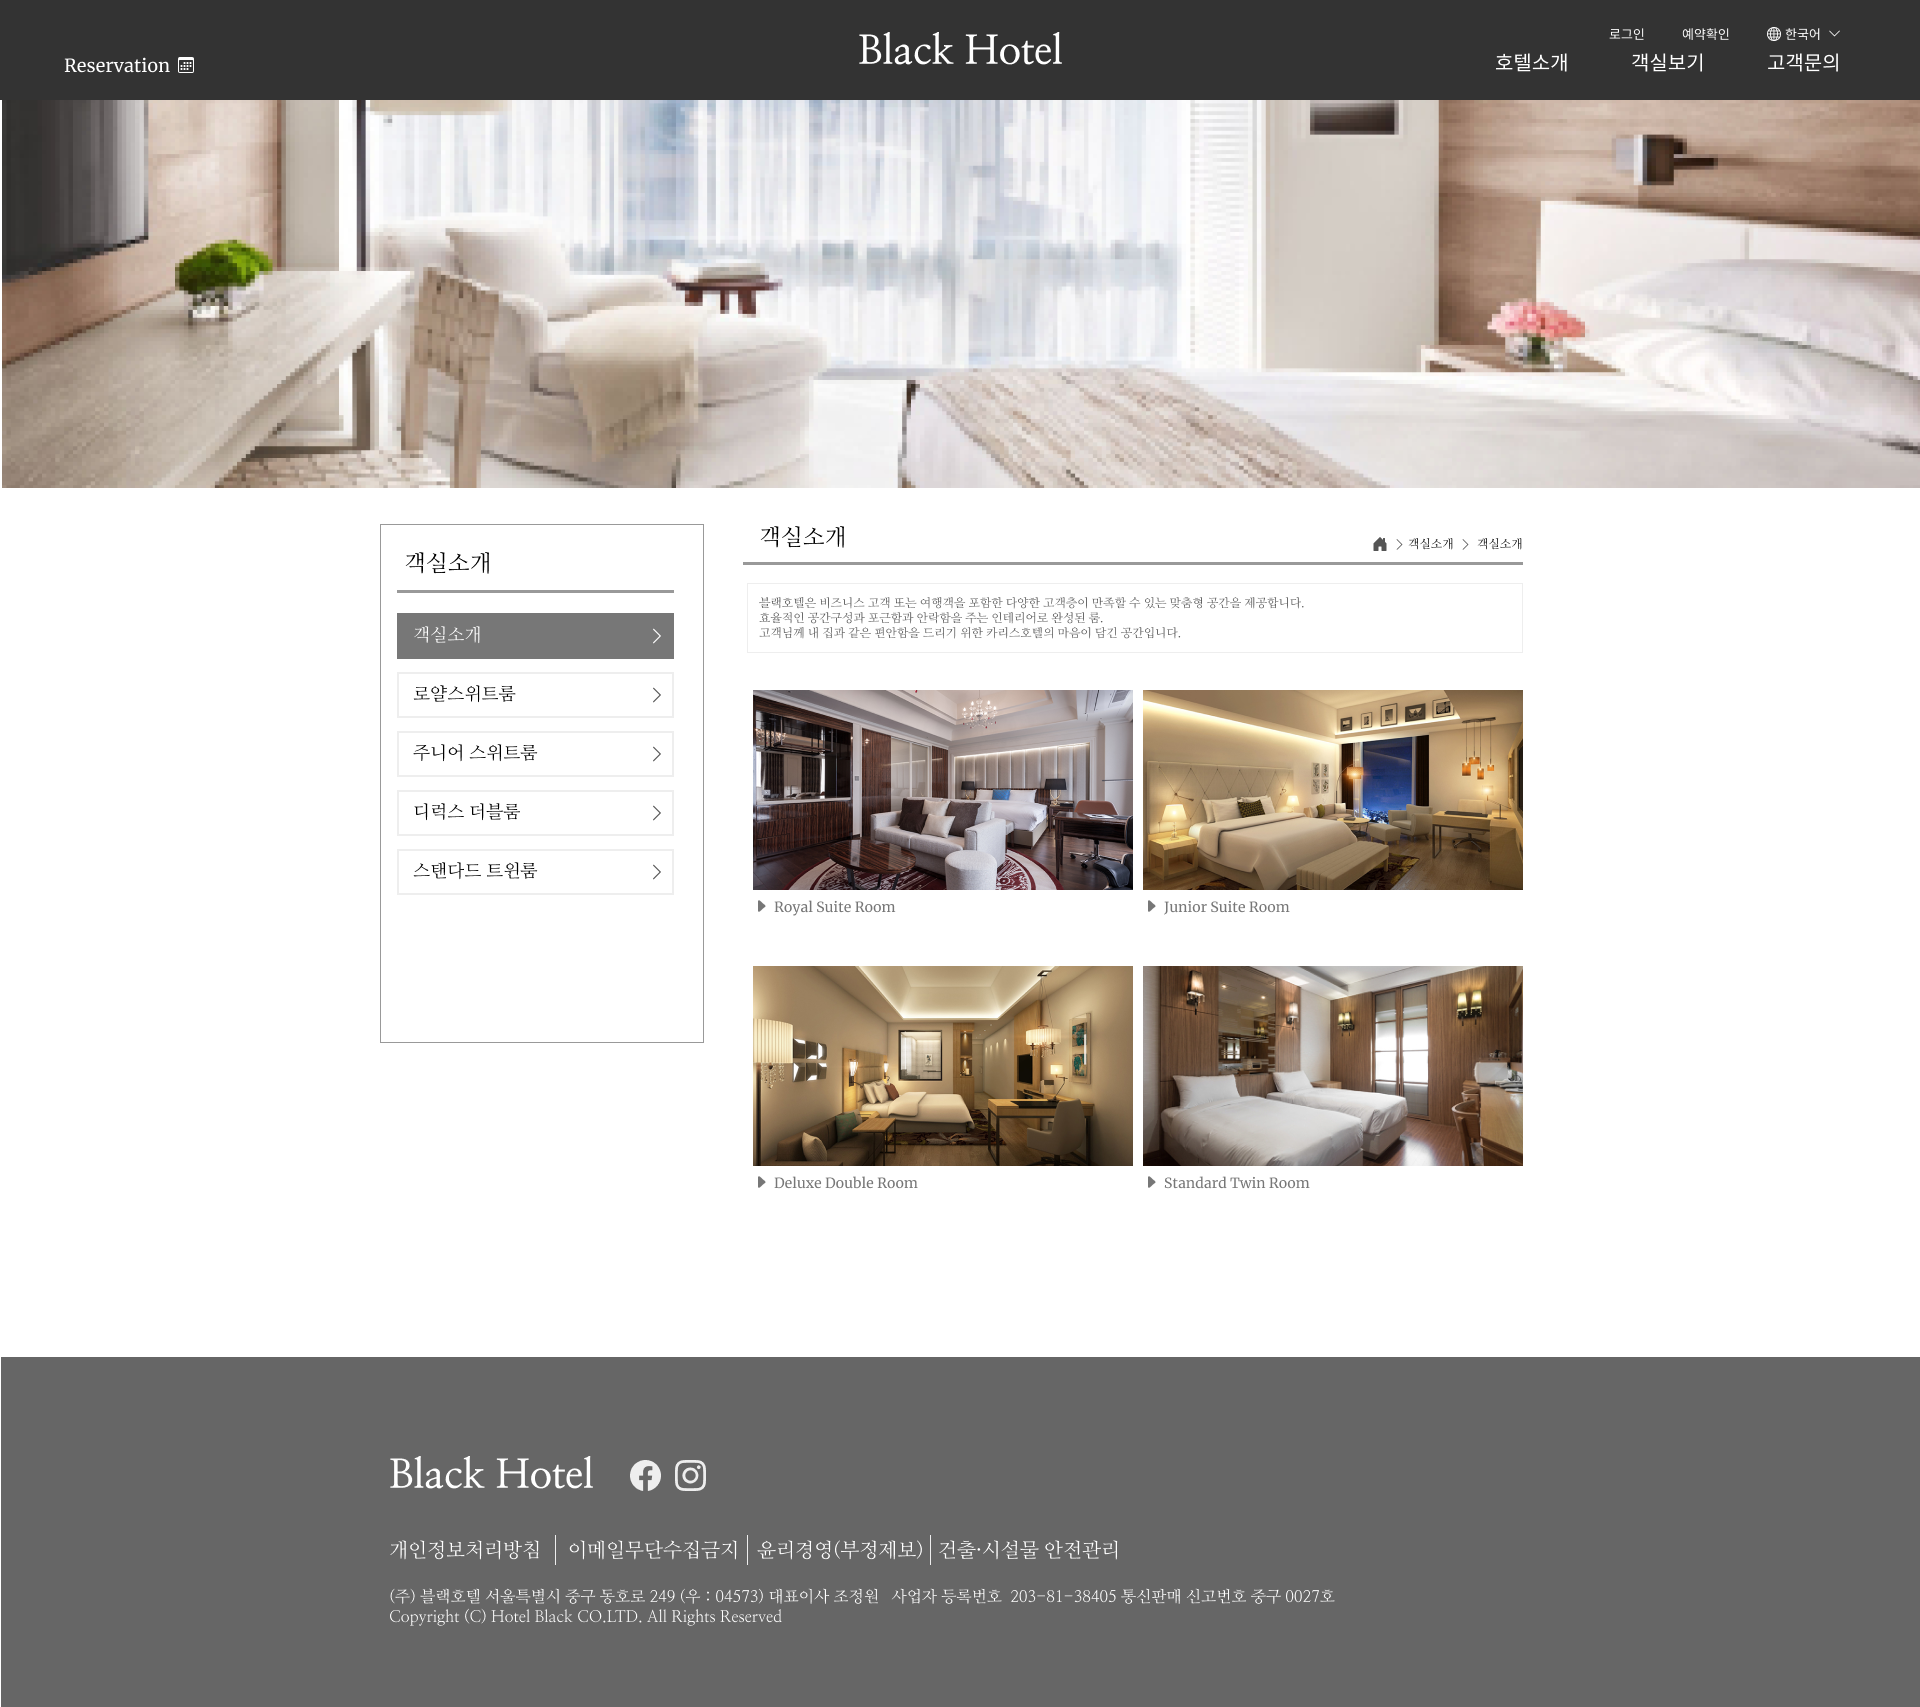 로그인 예약확인 한국어
Reservation Black Hotel 호텔소개 객실보기 고객문의
객실소개
객실소개
로얄스위트룸
주니어 스위트룸
디럭스 더블룸
스탠다드 트윈룸
객실소개
객실소개 객실소개
블랙호텔은 비즈니스 고객 또는 여행객을 포함한 다양한 고객층이 만족할 수 있는 맞춤형 공간을 제공합니다.
효율적인 공간구성과 포근함과 안락함을 주는 인테리어로 완성된 룸.
고객님께 내 집과 같은 편안함을 드리기 위한 카리스호텔의 마음이 담긴 공간입니다.
Royal Suite Room
Junior Suite Room
Deluxe Double Room
Standard Twin Room
Black Hotel
개인정보처리방침 이메일무단수집금지 윤리경영(부정제보) 건출·시설물 안전관리
(주) 블랙호텔 서울특별시 중구 동호로 249 (우 : 04573) 대표이사 조정원 사업자 등록번호 203-81-38405 통신판매 신고번호 중구 0027호
Copyright (C) Hotel Black CO.LTD. All Rights Reserved